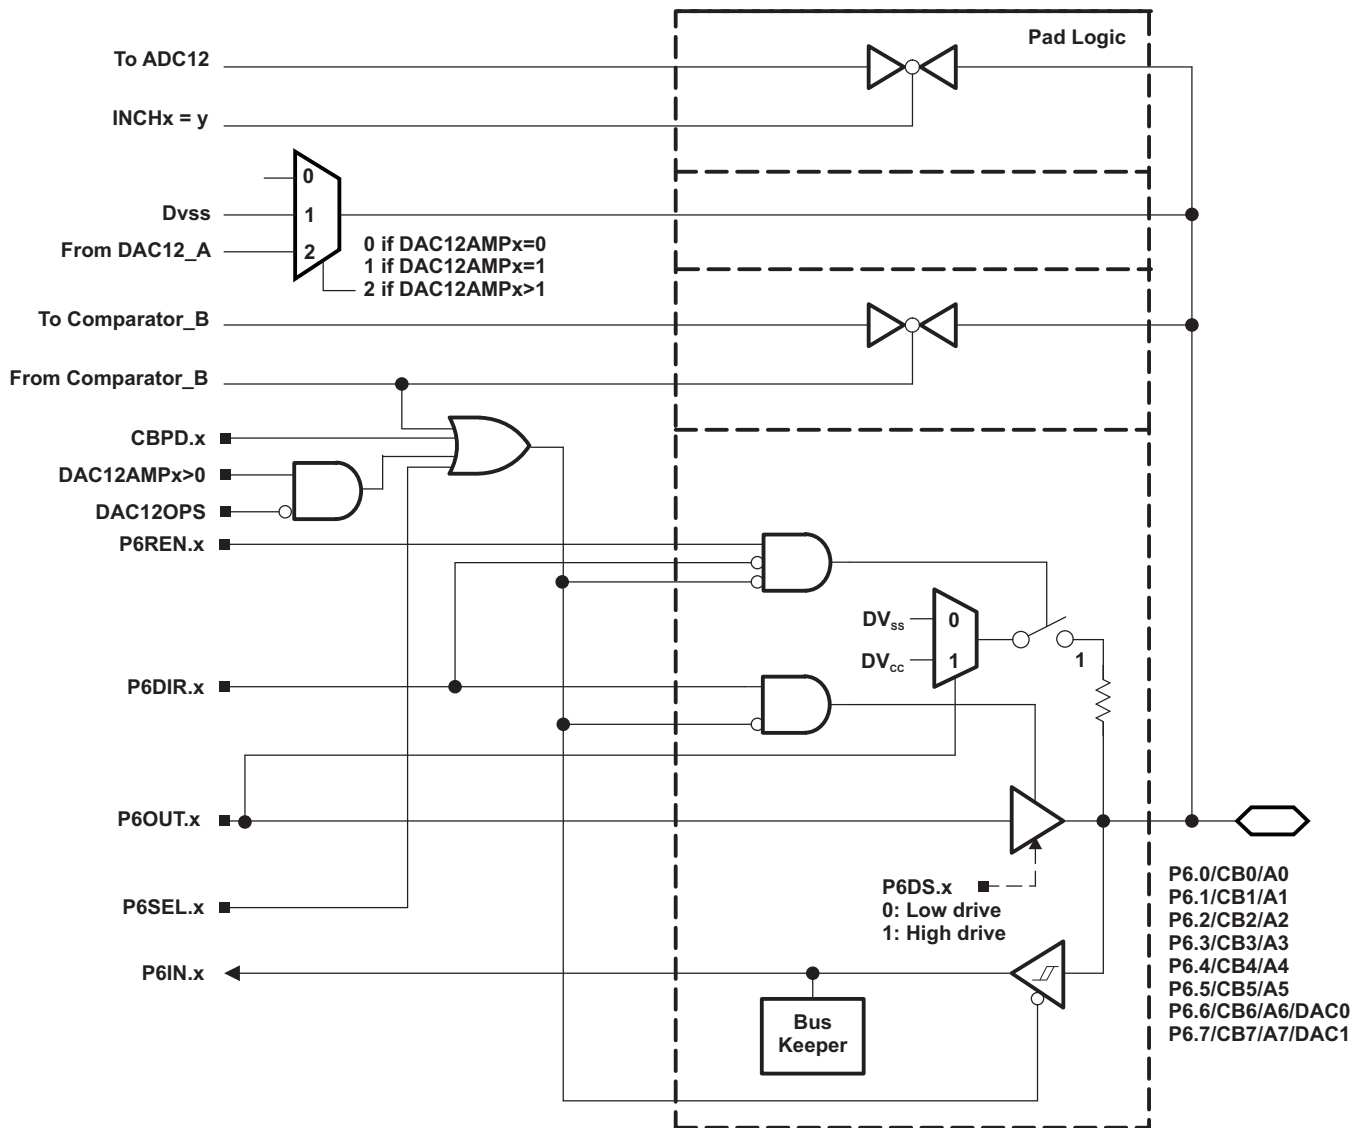 Pad Logic
To ADC12
INCHx = y
0
Dvss
1
From DAC12_A
2
0 if DAC12AMPx=0
1 if DAC12AMPx=1
2 if DAC12AMPx>1
To Comparator_B
From Comparator_B
CBPD.x
DAC12AMPx>0
DAC12OPS
P6REN.x
DVss
0
DVcc
1
1
P6DIR.x
P6OUT.x
P6DS.x
0: Low drive
1: High drive
P6SEL.x
P6IN.x
Bus
Keeper
P6.0/CB0/A0
P6.1/CB1/A1
P6.2/CB2/A2
P6.3/CB3/A3
P6.4/CB4/A4
P6.5/CB5/A5
P6.6/CB6/A6/DAC0
P6.7/CB7/A7/DAC1